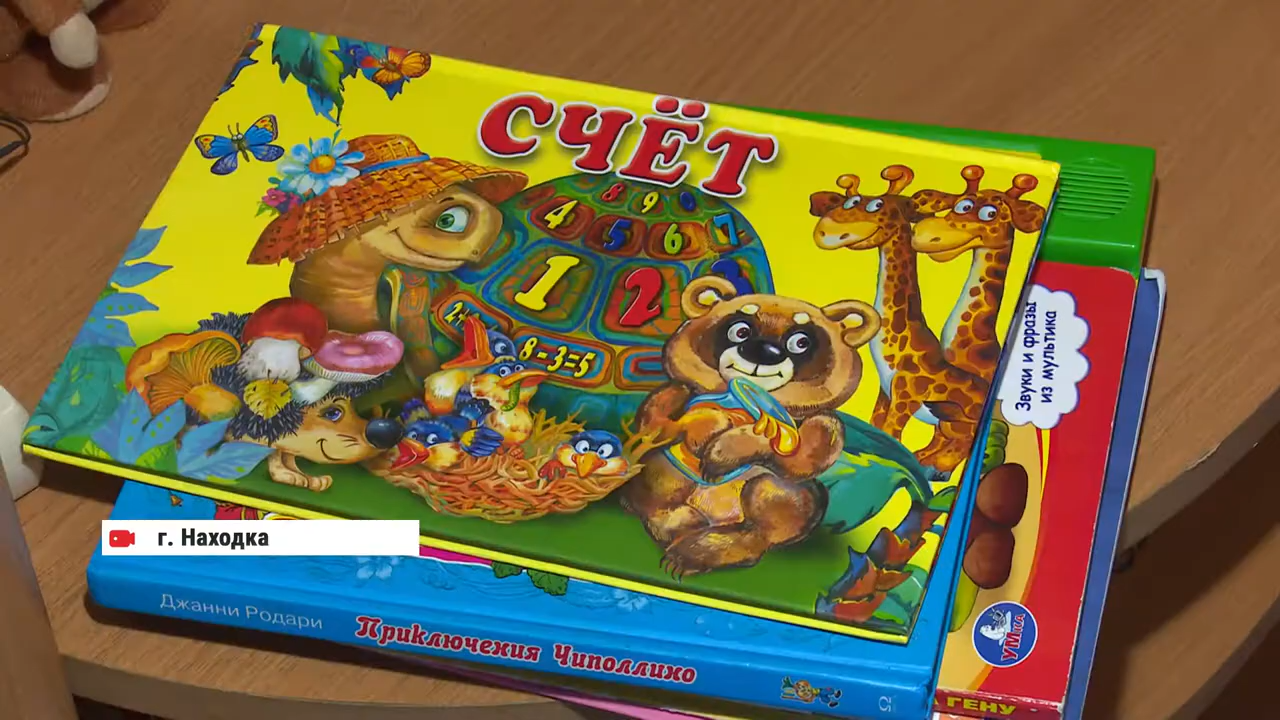 СЧЁТ
8 9
4 5 6 7
1 2 3
8-3=5
Звуки и фразы
из мультика
г. Находка
Джанни Родари
Приключения Чиполлино
УМка
ГЕНУ
Ω